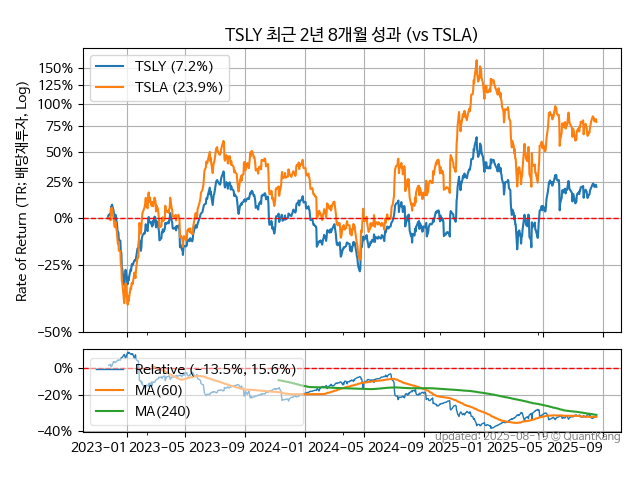 TSLY 최근 2년 8개월 성과 (vs TSLA)
Rate of Return (TR: 배당재투자, Log)
TSLY (7.2%)
TSLA (23.9%)
150%
125%
100%
75%
50%
25%
0%
−25%
−50%
Relative (−13.5%, 15.6%)
MA(60)
MA(240)
0%
−20%
−40%
2023−01 2023−05 2023−09 2024−01 2024−05 2024−09 2025−01 2025−05 2025−09
updated: 2025−08−19 © QuantKang